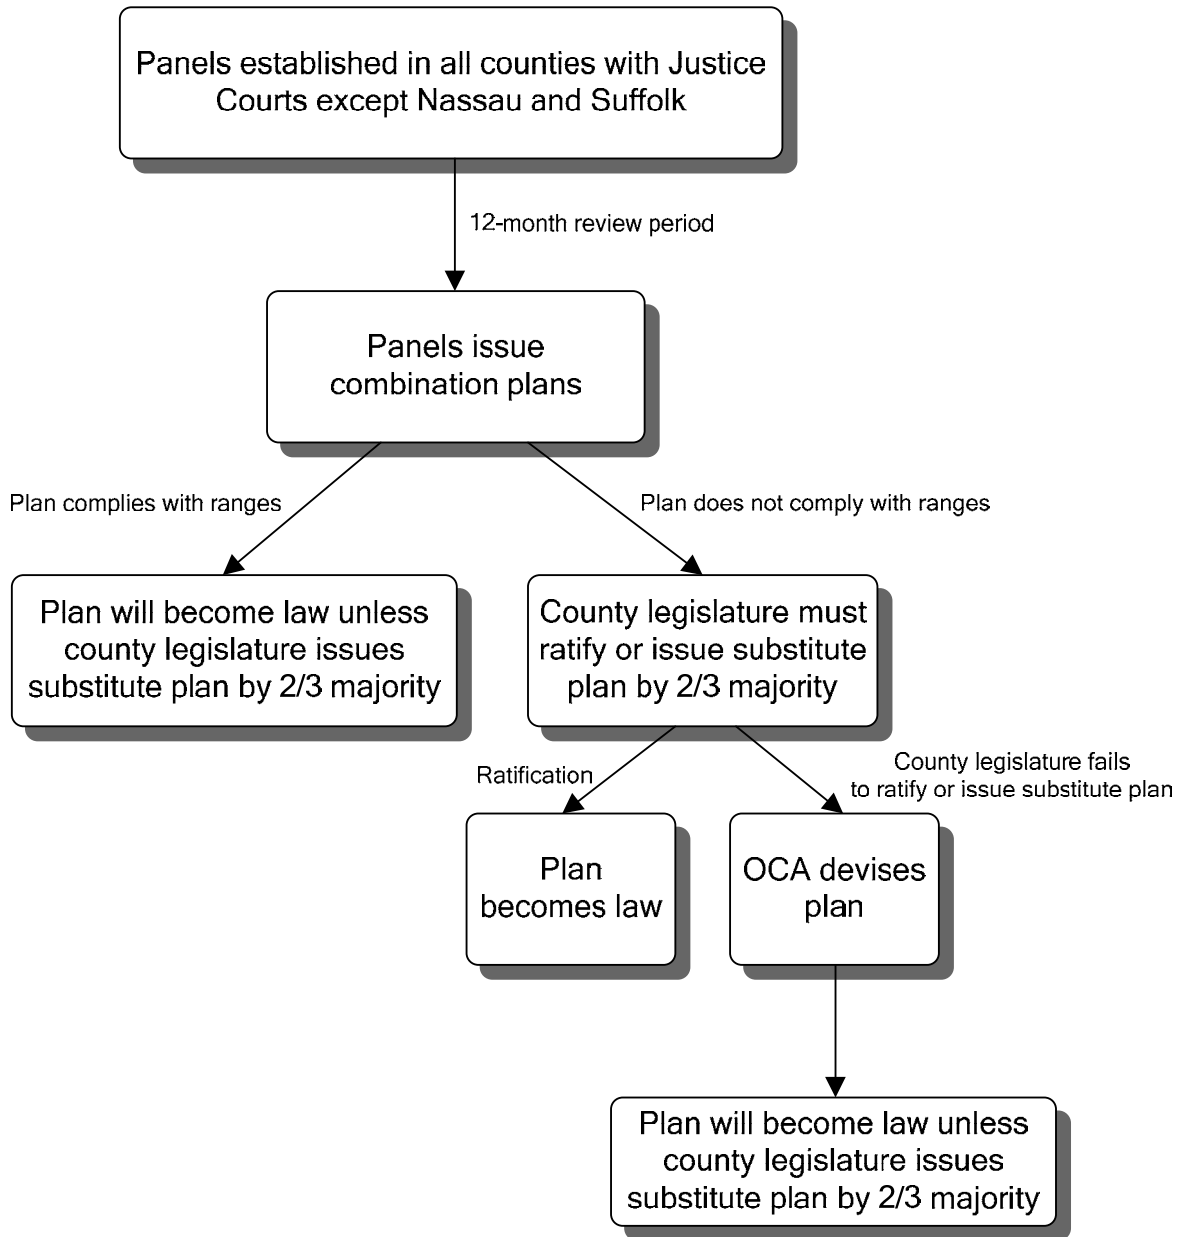 Panels established in all counties with Justice
Courts except Nassau and Suffolk
12-month review period
Panels issue
combination plans
Plan complies with ranges
Plan does not comply with ranges
Plan will become law unless
county legislature issues
substitute plan by 2/3 majority
County legislature must
ratify or issue substitute
plan by 2/3 majority
Ratification
County legislature fails
to ratify or issue substitute plan
Plan
becomes law
OCA devises
plan
Plan will become law unless
county legislature issues
substitute plan by 2/3 majority